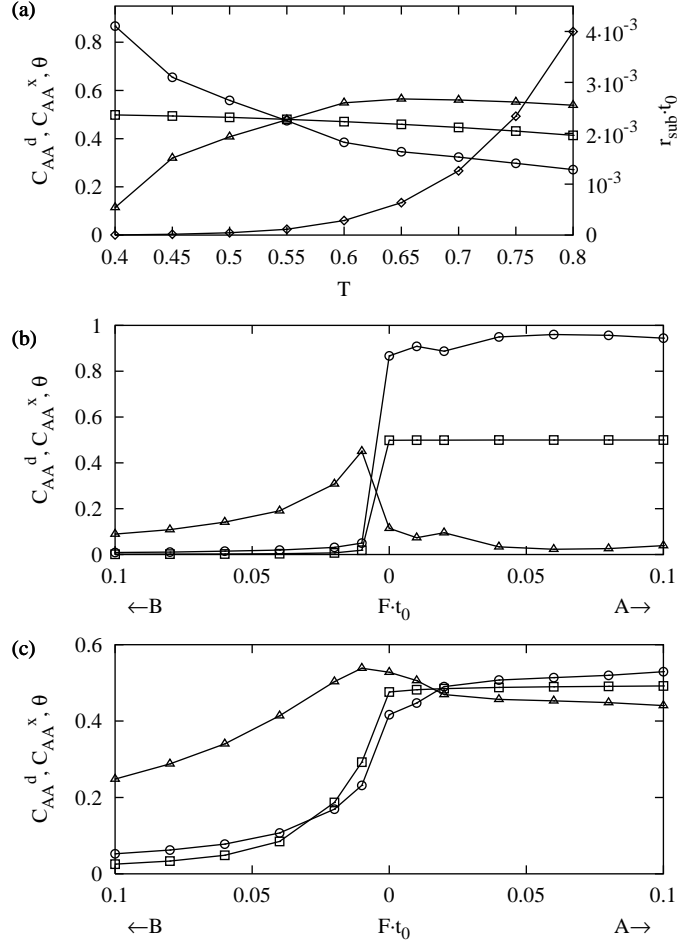 (a)
C_AA^d, C_AA^x, θ
0.8
0.6
0.4
0.2
0
4·10^-3
3·10^-3
2·10^-3
10^-3
0
r_sub·t_0
0.4 0.45 0.5 0.55 0.6 0.65 0.7 0.75 0.8
T
(b)
C_AA^d, C_AA^x, θ
1
0.8
0.6
0.4
0.2
0
0.1 0.05 0 0.05 0.1
←B F·t_0 A→
(c)
C_AA^d, C_AA^x, θ
0.6
0.4
0.2
0
0.1 0.05 0 0.05 0.1
←B F·t_0 A→